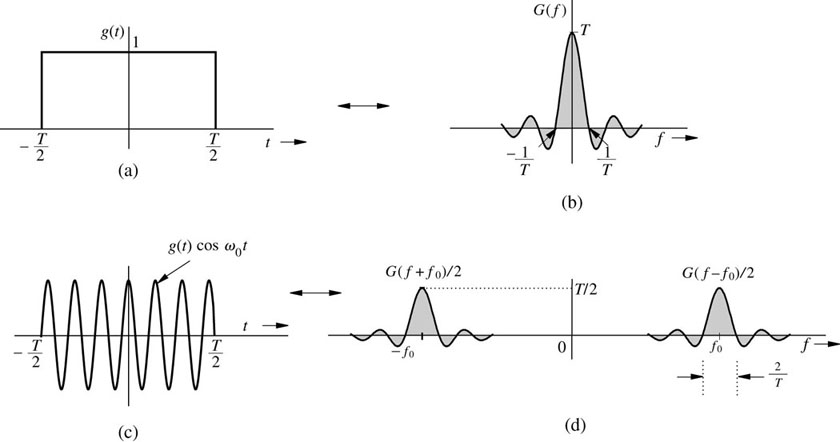 g(t)
1
− T/2
T/2
t
(a)
G(f)
T
− 1/T
1/T
f
(b)
g(t) cos ω₀t
− T/2
T/2
t
(c)
G(f+f₀)/2
G(f−f₀)/2
T/2
−f₀
0
f₀
f
2/T
(d)